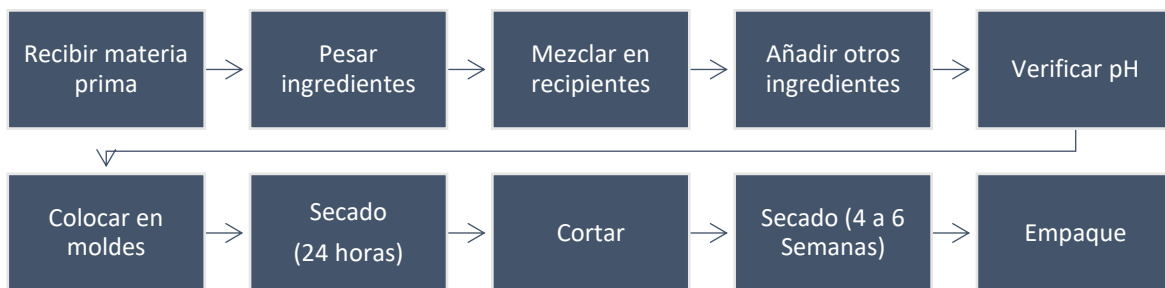 Recibir materia
prima
Pesar
ingredientes
Mezclar en
recipientes
Añadir otros
ingredientes
Verificar pH
Colocar en
moldes
Secado
(24 horas)
Cortar
Secado (4 a 6
Semanas)
Empaque